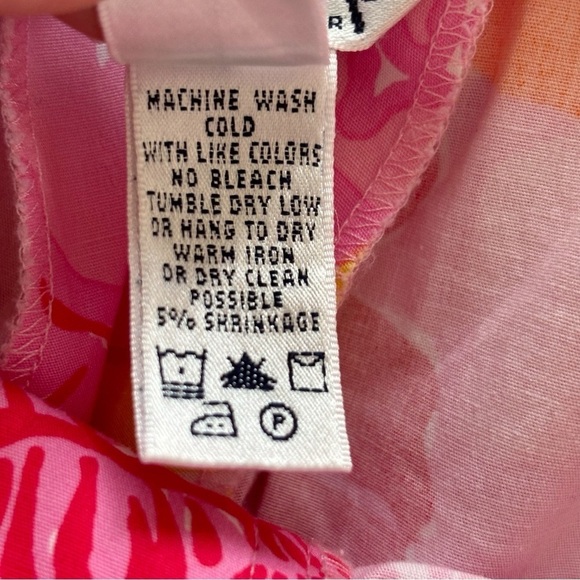 R
MACHINE WASH
COLD
WITH LIKE COLORS
NO BLEACH
TUMBLE DRY LOW
OR HANG TO DRY
WARM IRON
OR DRY CLEAN
POSSIBLE
5% SHRINKAGE
P